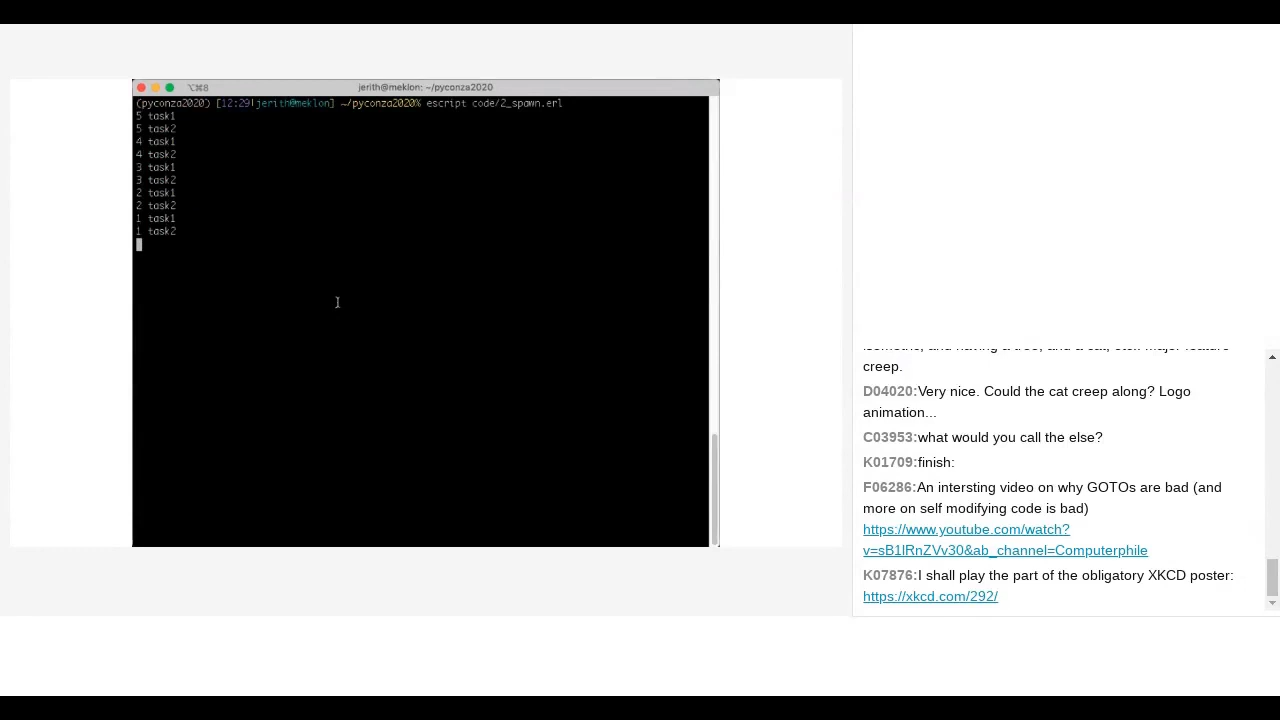 ⌥⌘8 jerith@meklon: ~/pyconza2020
(pyconza2020) [12:29|jerith@meklon] ~/pyconza2020% escript code/2_spawn.erl
5 task1
5 task2
4 task1
4 task2
3 task1
3 task2
2 task1
2 task2
1 task1
1 task2
creep.
D04020:Very nice. Could the cat creep along? Logo
animation...
C03953:what would you call the else?
K01709:finish:
F06286:An intersting video on why GOTOs are bad (and
more on self modifying code is bad)
https://www.youtube.com/watch?
v=sB1lRnZVv30&ab_channel=Computerphile
K07876:I shall play the part of the obligatory XKCD poster:
https://xkcd.com/292/